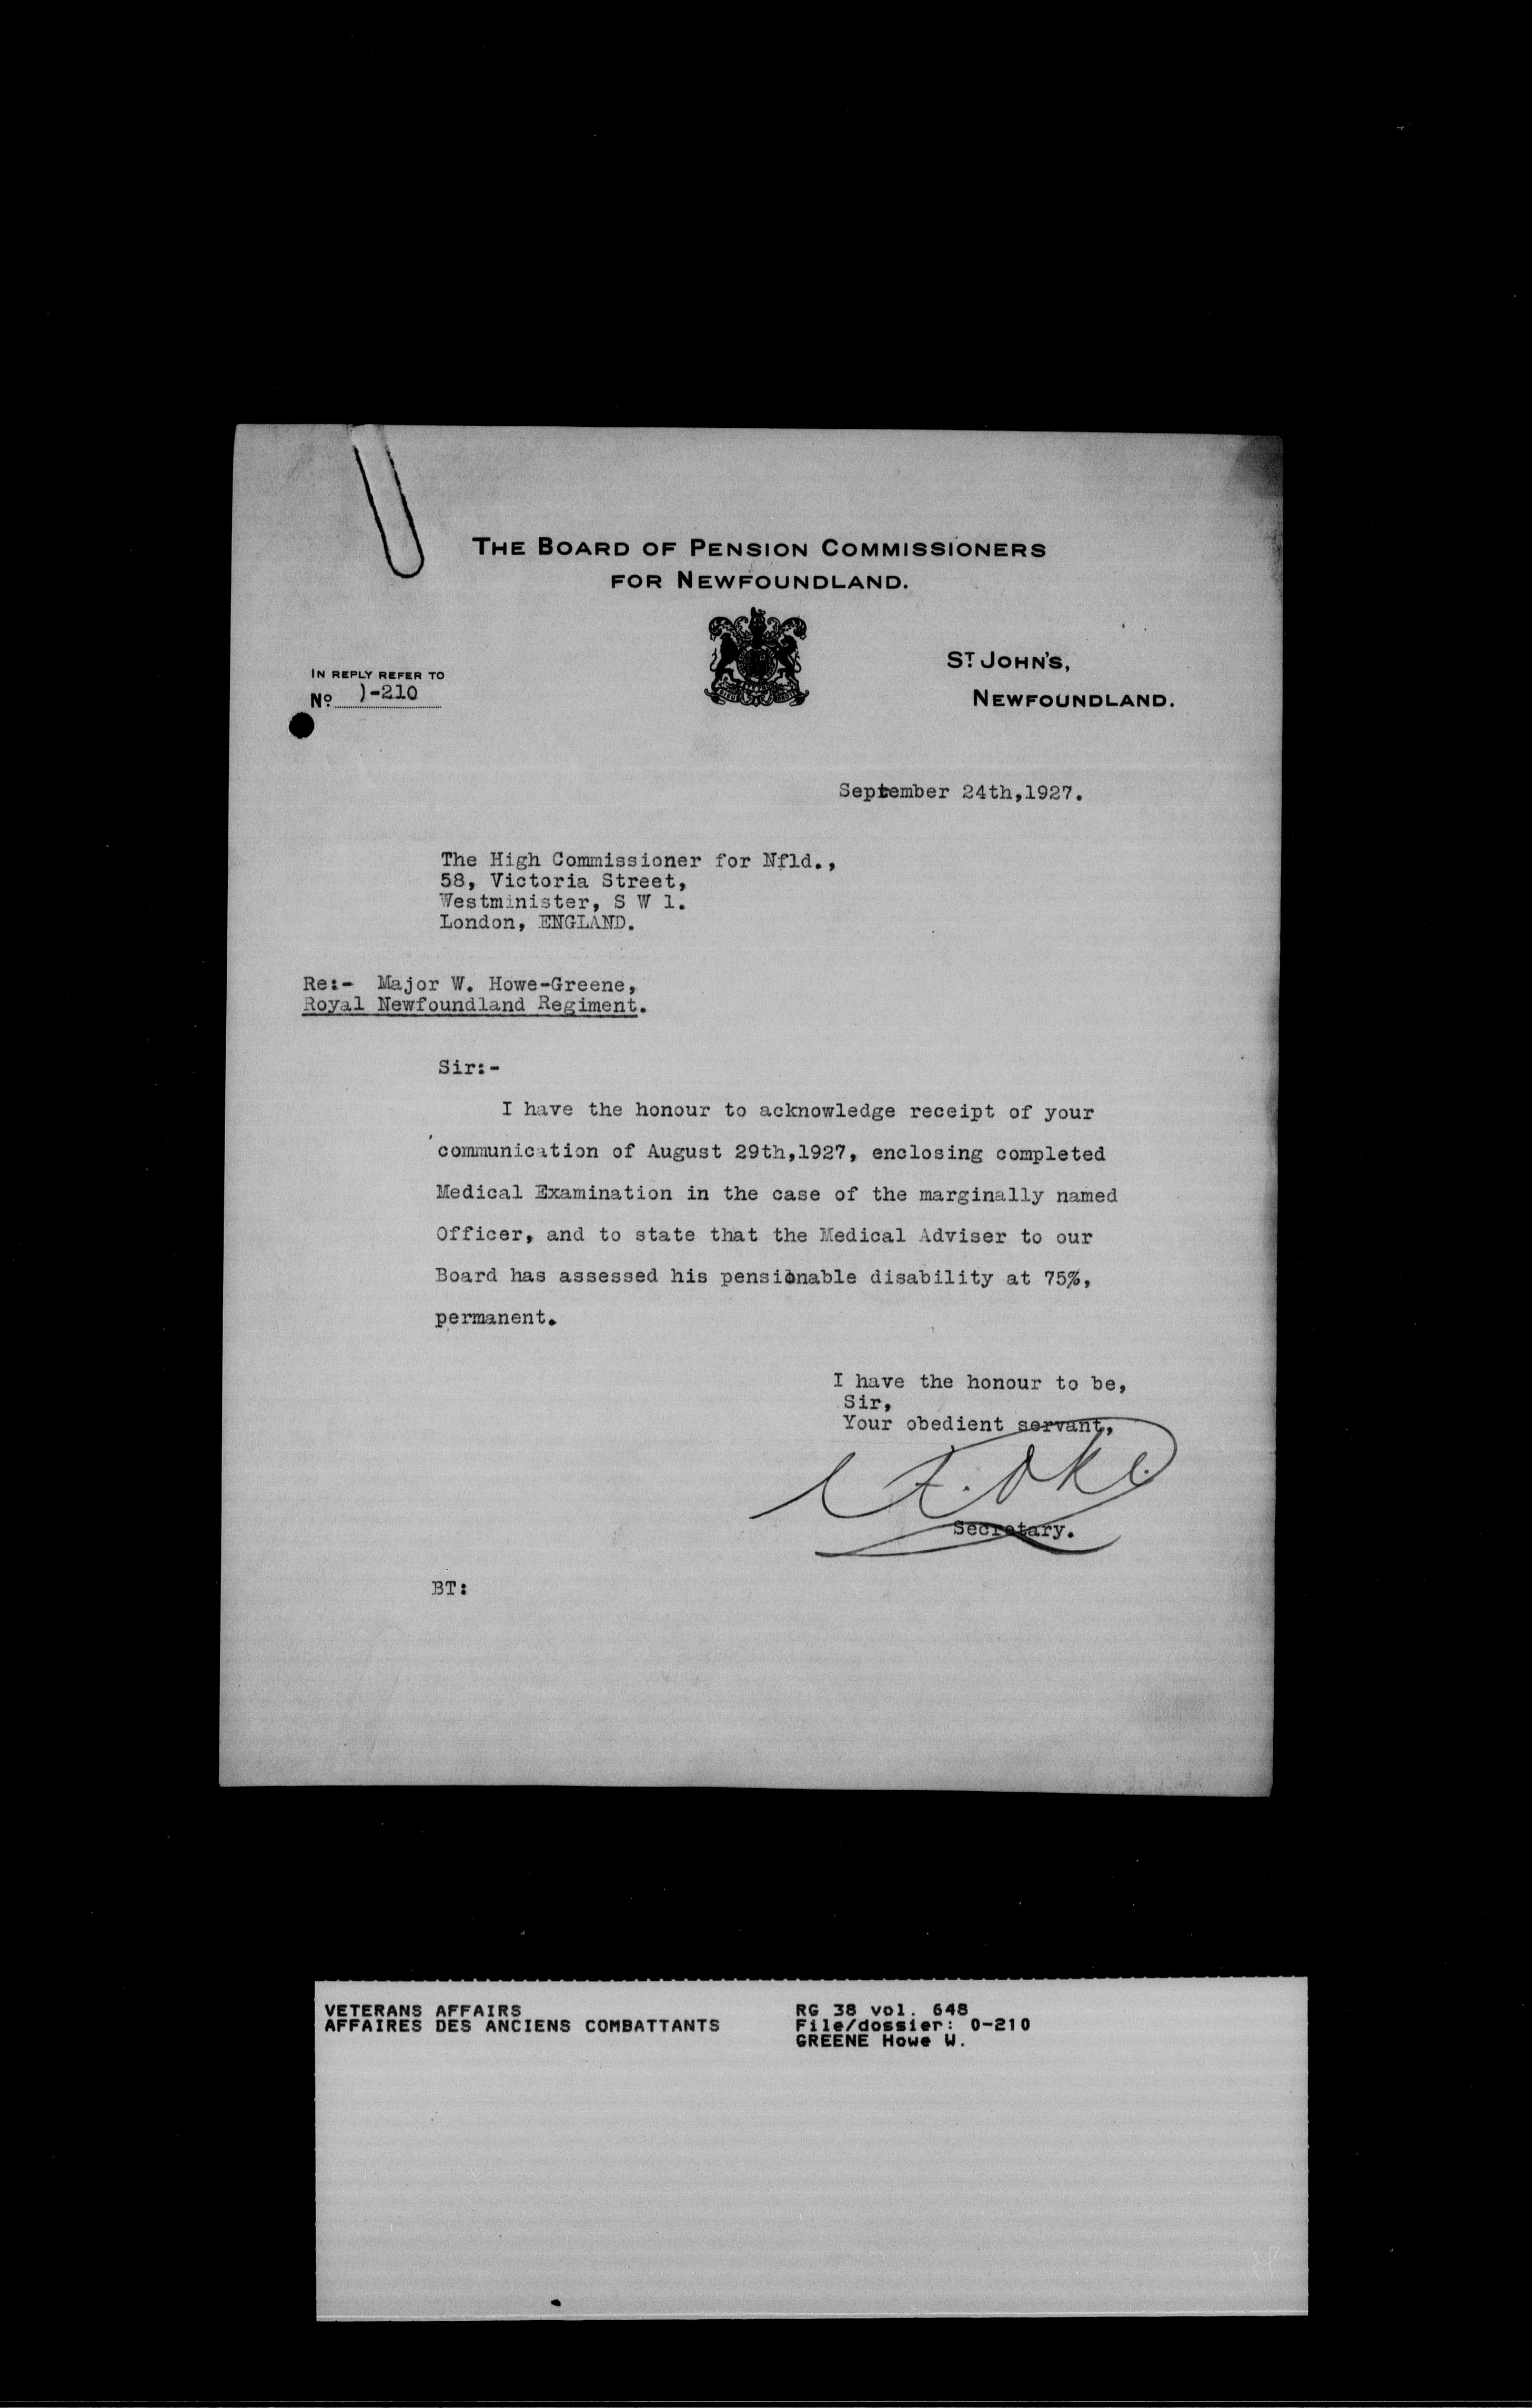 THE BOARD OF PENSION COMMISSIONERS
FOR NEWFOUNDLAND.
IN REPLY REFER TO
No )-210
ST JOHN'S,
NEWFOUNDLAND.
September 24th,1927.
The High Commissioner for Nfld.,
58, Victoria Street,
Westminister, S W 1.
London, ENGLAND.
Re:- Major W. Howe-Greene,
Royal Newfoundland Regiment.
Sir:-
I have the honour to acknowledge receipt of your
communication of August 29th,1927, enclosing completed
Medical Examination in the case of the marginally named
Officer, and to state that the Medical Adviser to our
Board has assessed his pensionable disability at 75%,
permanent.
I have the honour to be,
Sir,
Your obedient servant,
Oke
Secretary.
BT:
VETERANS AFFAIRS
AFFAIRES DES ANCIENS COMBATTANTS
RG 38 vol. 648
File/dossier: 0-210
GREENE Howe W.